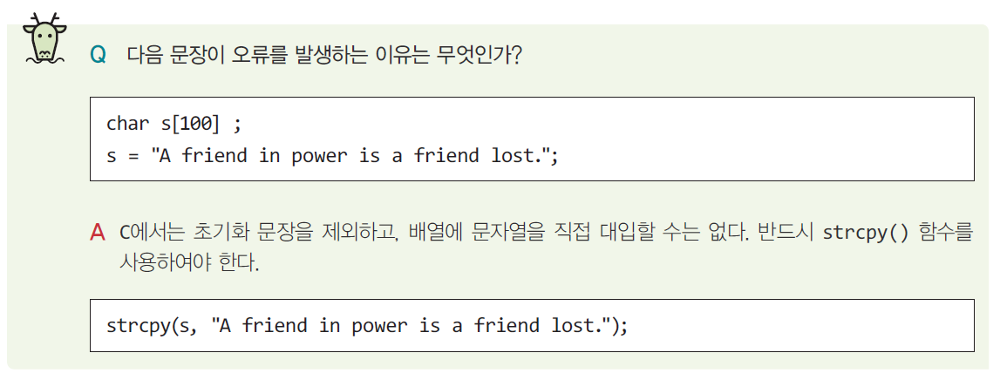 Q 다음 문장이 오류를 발생하는 이유는 무엇인가?
char s[100] ;
s = "A friend in power is a friend lost.";
A C에서는 초기화 문장을 제외하고, 배열에 문자열을 직접 대입할 수는 없다. 반드시 strcpy() 함수를
사용하여야 한다.
strcpy(s, "A friend in power is a friend lost.");